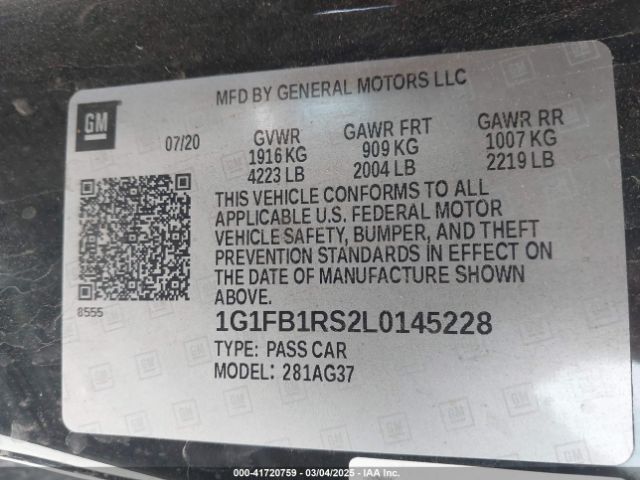 MFD BY GENERAL MOTORS LLC
GM
07/20 GVWR GAWR FRT GAWR RR
1916 KG 909 KG 1007 KG
4223 LB 2004 LB 2219 LB
THIS VEHICLE CONFORMS TO ALL
APPLICABLE U.S. FEDERAL MOTOR
VEHICLE SAFETY, BUMPER, AND THEFT
PREVENTION STANDARDS IN EFFECT ON
THE DATE OF MANUFACTURE SHOWN
ABOVE.
8555
1G1FB1RS2L0145228
TYPE: PASS CAR
MODEL: 281AG37
000-41720759 — 03/04/2025 — IAA Inc.